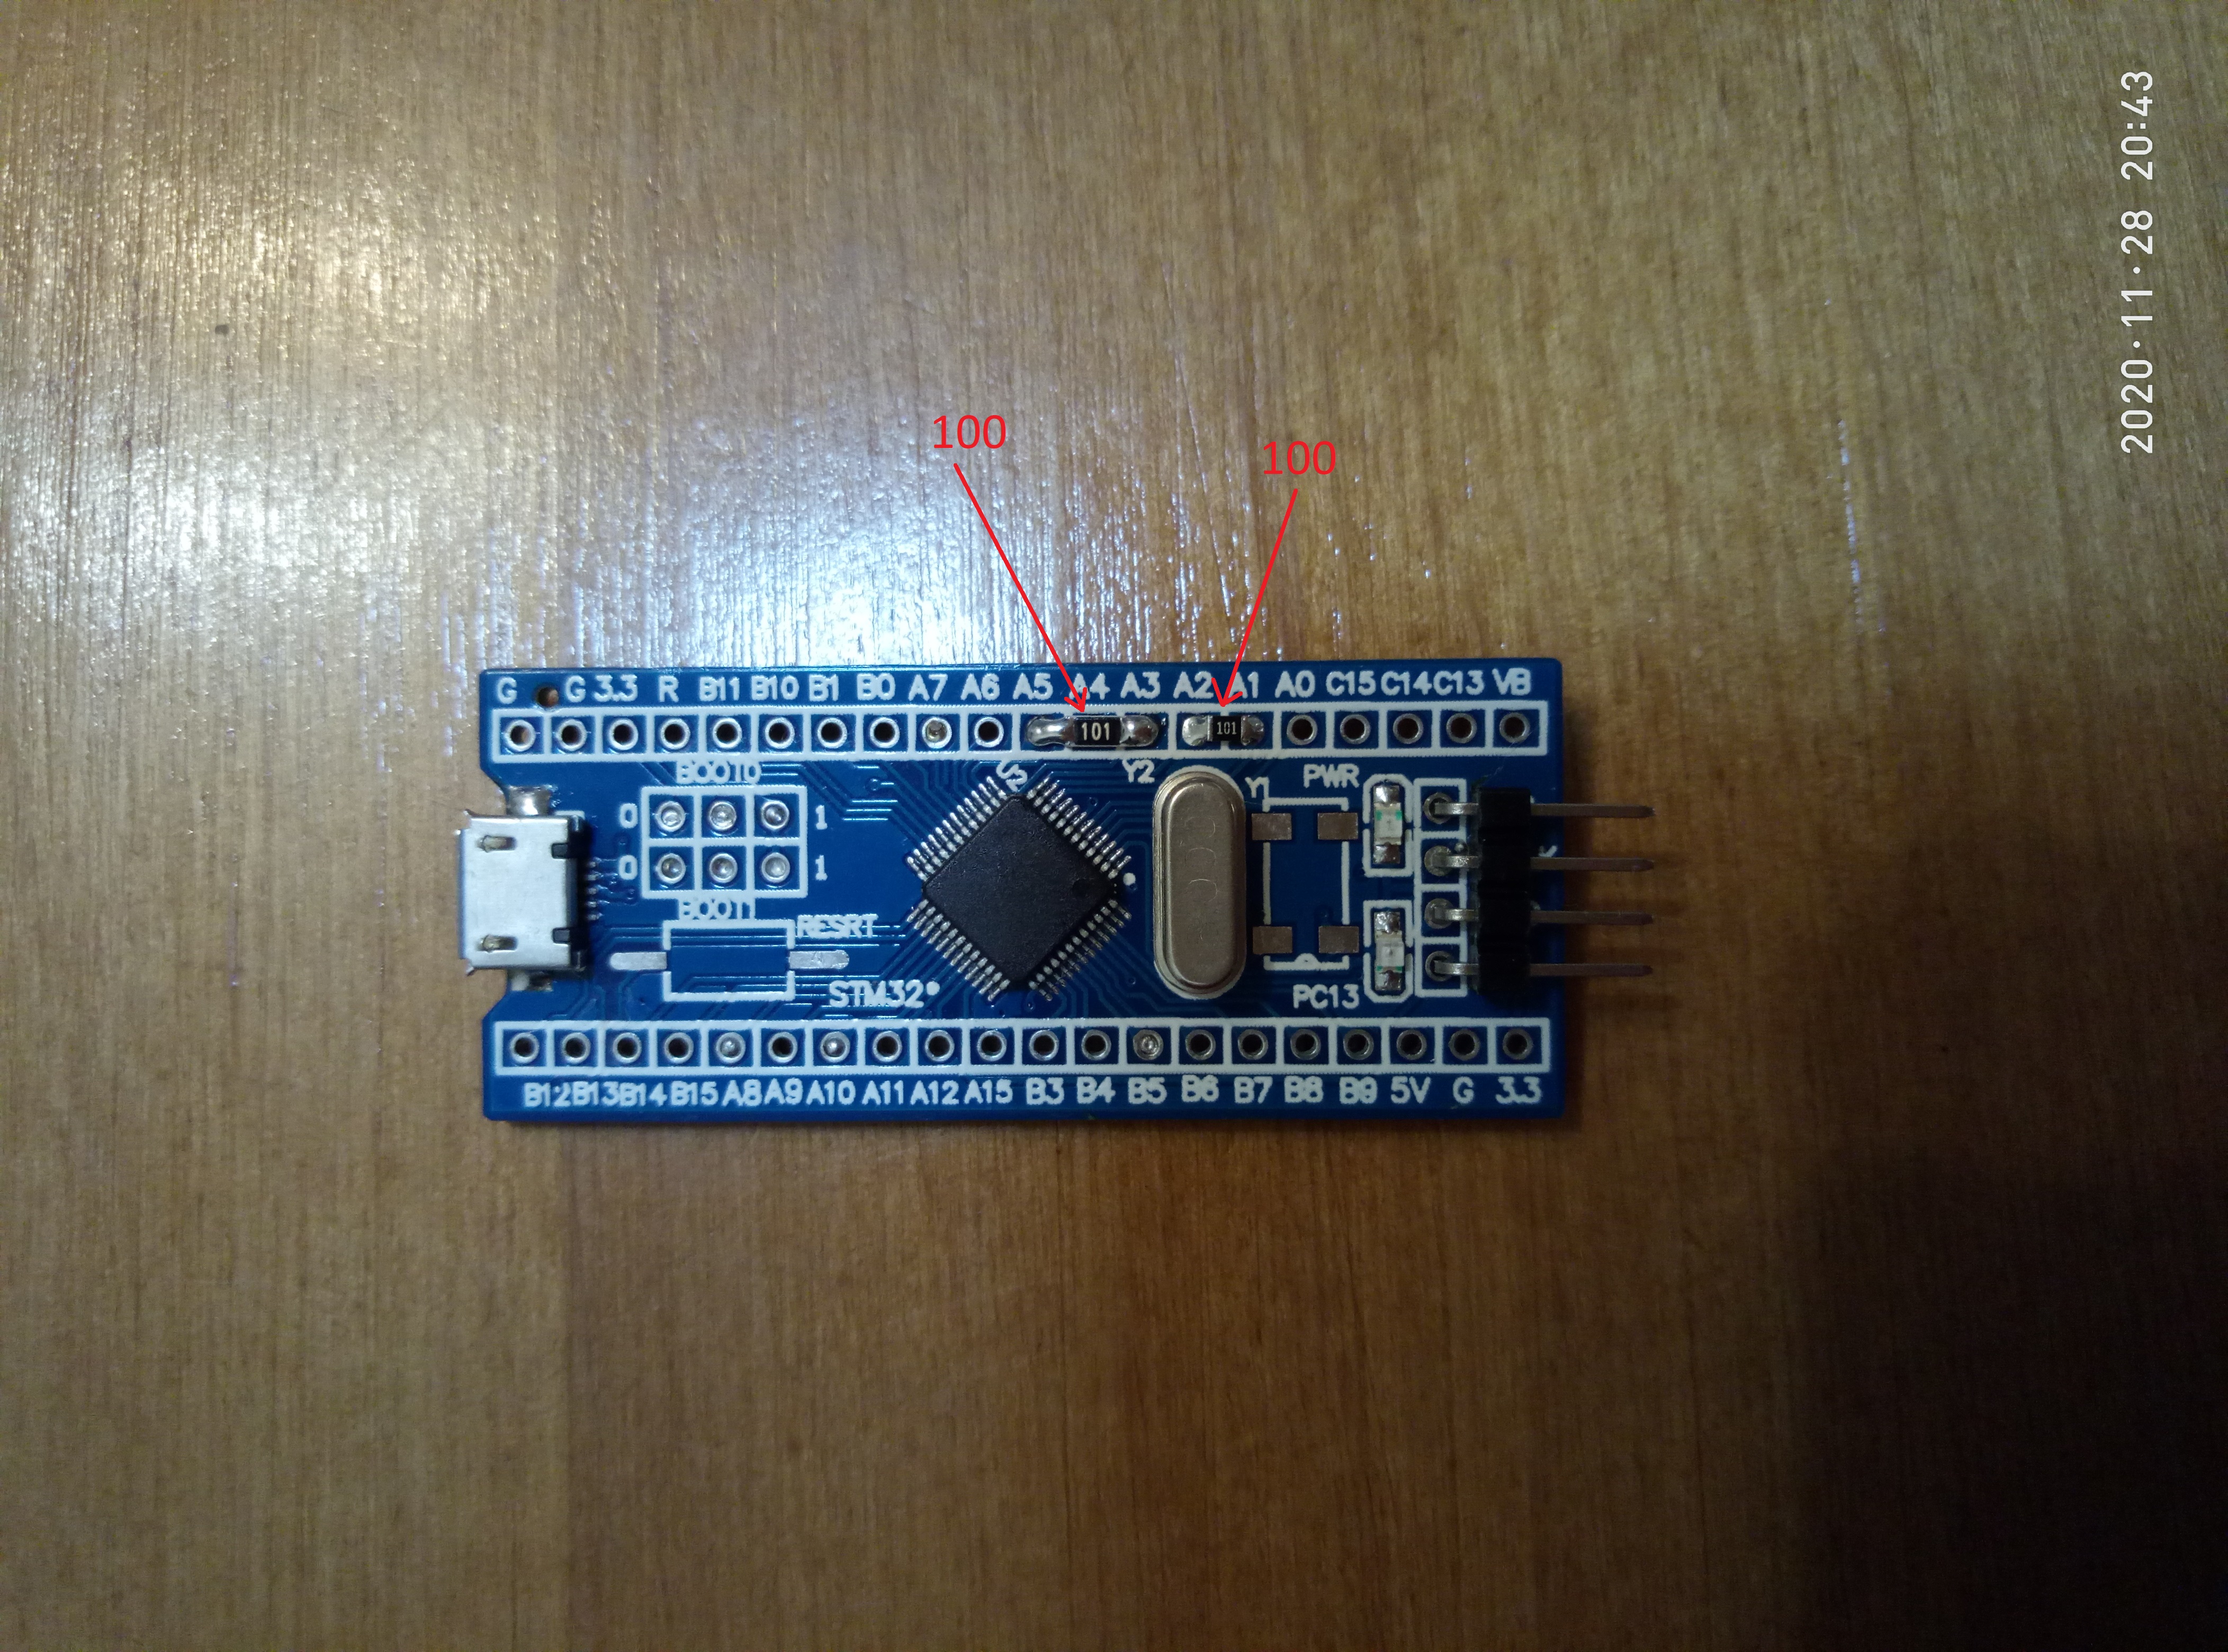 2020·11·28 20:43
100
100
G G 3.3 R B11 B10 B1 B0 A7 A6 A5 A4 A3 A2 A1 A0 C15 C14 C13 VB
101 101
BOOT0
U2
Y2
Y1
PWR
0 1
0 1
BOOT1
RESRT
STM32
PC13
B12 B13 B14 B15 A8 A9 A10 A11 A12 A15 B3 B4 B5 B6 B7 B8 B9 5V G 3.3